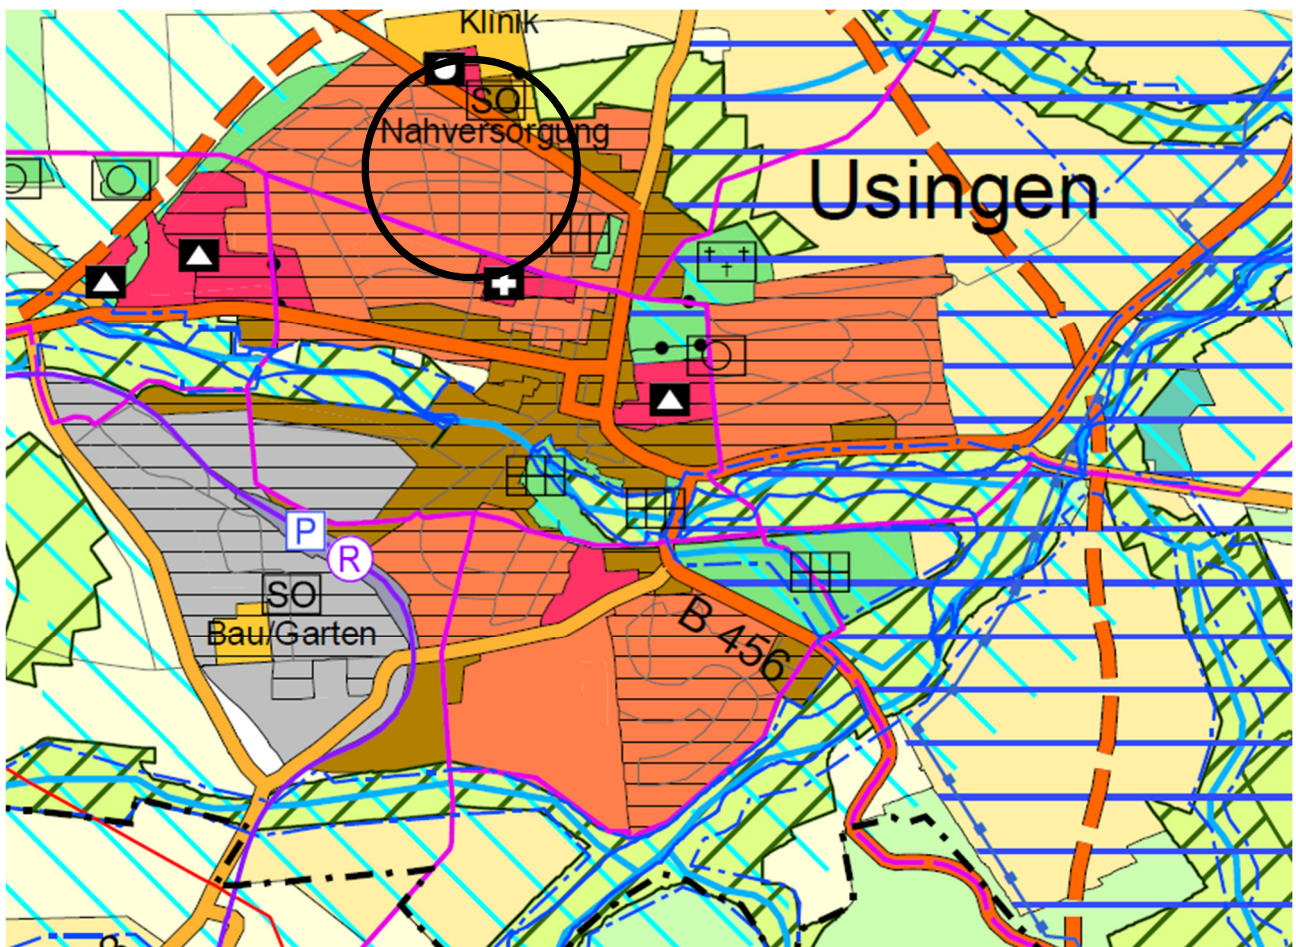 Klinik
SO
Nahversorgung
Usingen
P
R
SO
Bau/Garten
B 456